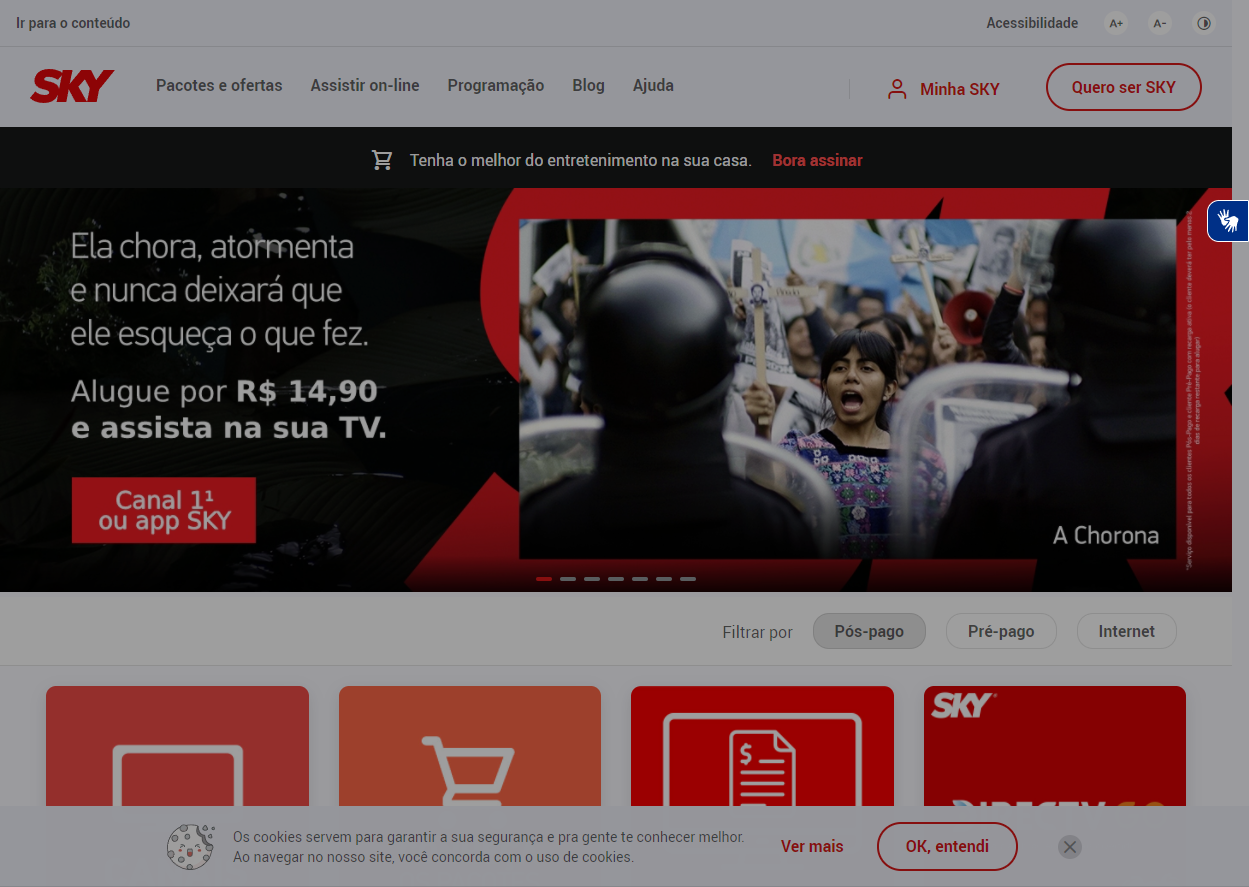 Ir para o conteúdo
Acessibilidade
A+
A-
SKY
Pacotes e ofertas
Assistir on-line
Programação
Blog
Ajuda
Minha SKY
Quero ser SKY
Tenha o melhor do entretenimento na sua casa. Bora assinar
Ela chora, atormenta
e nunca deixará que
ele esqueça o que fez.
Alugue por R$ 14,90
e assista na sua TV.
Canal 1¹
ou app SKY
A Chorona
Filtrar por
Pós-pago
Pré-pago
Internet
$
SKY
Os cookies servem para garantir a sua segurança e pra gente te conhecer melhor.
Ao navegar no nosso site, você concorda com o uso de cookies.
Ver mais
OK, entendi